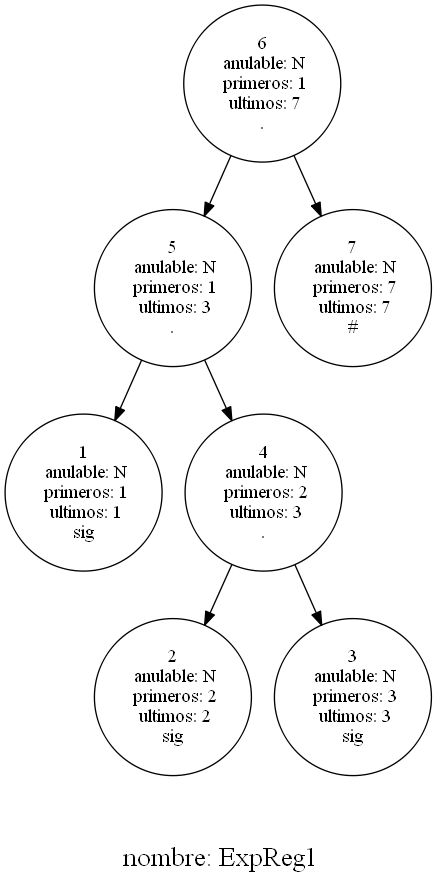 6
anulable: N
primeros: 1
ultimos: 7
.
5
anulable: N
primeros: 1
ultimos: 3
.
7
anulable: N
primeros: 7
ultimos: 7
#
1
anulable: N
primeros: 1
ultimos: 1
sig
4
anulable: N
primeros: 2
ultimos: 3
.
2
anulable: N
primeros: 2
ultimos: 2
sig
3
anulable: N
primeros: 3
ultimos: 3
sig
nombre: ExpReg1